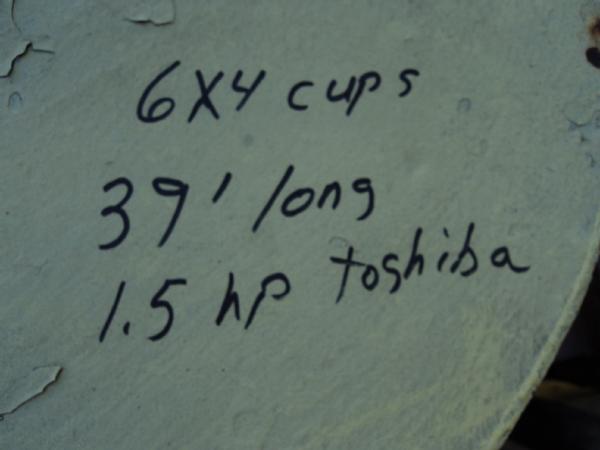 6X4 cups
39' long
1.5 hp toshiba